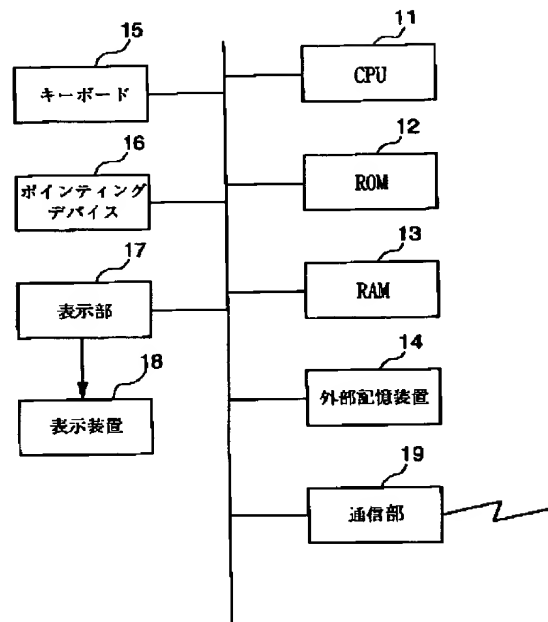 15
キーボード
16
ポインティング
デバイス
17
表示部
18
表示装置
11
CPU
12
ROM
13
RAM
14
外部記憶装置
19
通信部